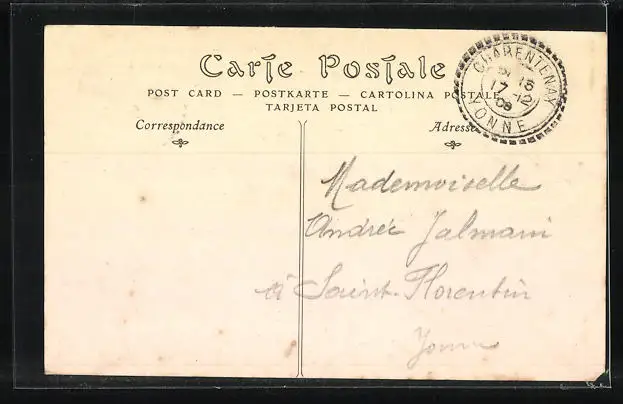 Carte Postale
POST CARD — POSTKARTE — CARTOLINA POSTALE
TARJETA POSTAL
Correspondance
Adresse
CHARENTENAY
17 -12
08
YONNE
Mademoiselle
Andrée
à Saint-Florentin
Yonne